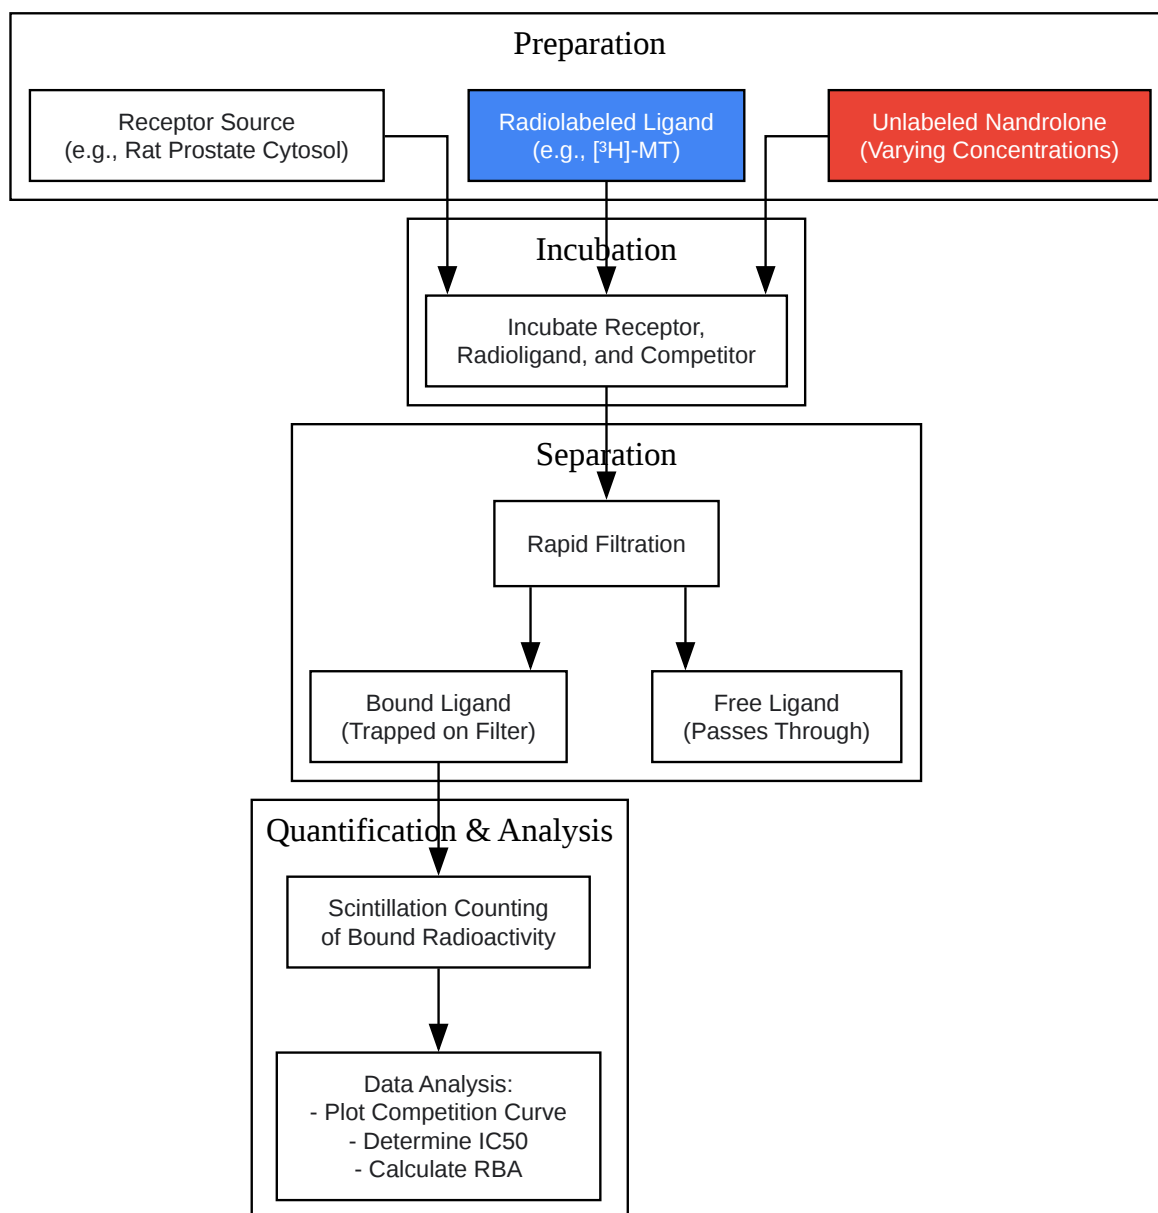 Preparation
Receptor Source
(e.g., Rat Prostate Cytosol)
Radiolabeled Ligand
(e.g., [³H]-MT)
Unlabeled Nandrolone
(Varying Concentrations)
Incubation
Incubate Receptor,
Radioligand, and Competitor
Separation
Rapid Filtration
Bound Ligand
(Trapped on Filter)
Free Ligand
(Passes Through)
Quantification & Analysis
Scintillation Counting
of Bound Radioactivity
Data Analysis:
- Plot Competition Curve
- Determine IC50
- Calculate RBA